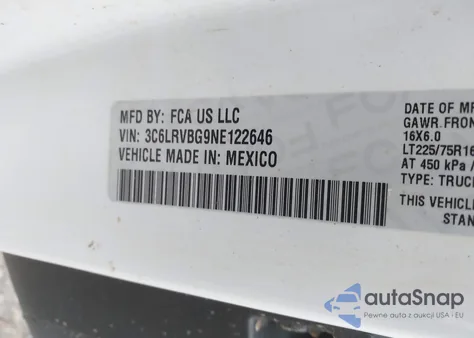 MFD BY: FCA US LLC
VIN: 3C6LRVBG9NE122646
VEHICLE MADE IN: MEXICO
DATE OF MF
GAWR FRON
16X6.0
LT225/75R16
AT 450 kPa /
TYPE: TRUC
THIS VEHICLE
STAN
autoSnap
Pewne auta z aukcji USA i EU